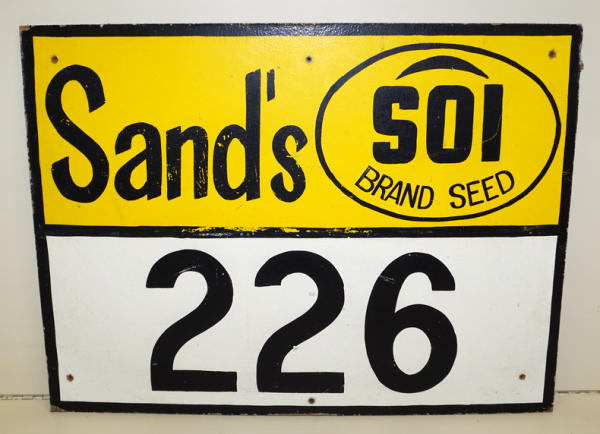 Sand's
SOI
BRAND SEED
226